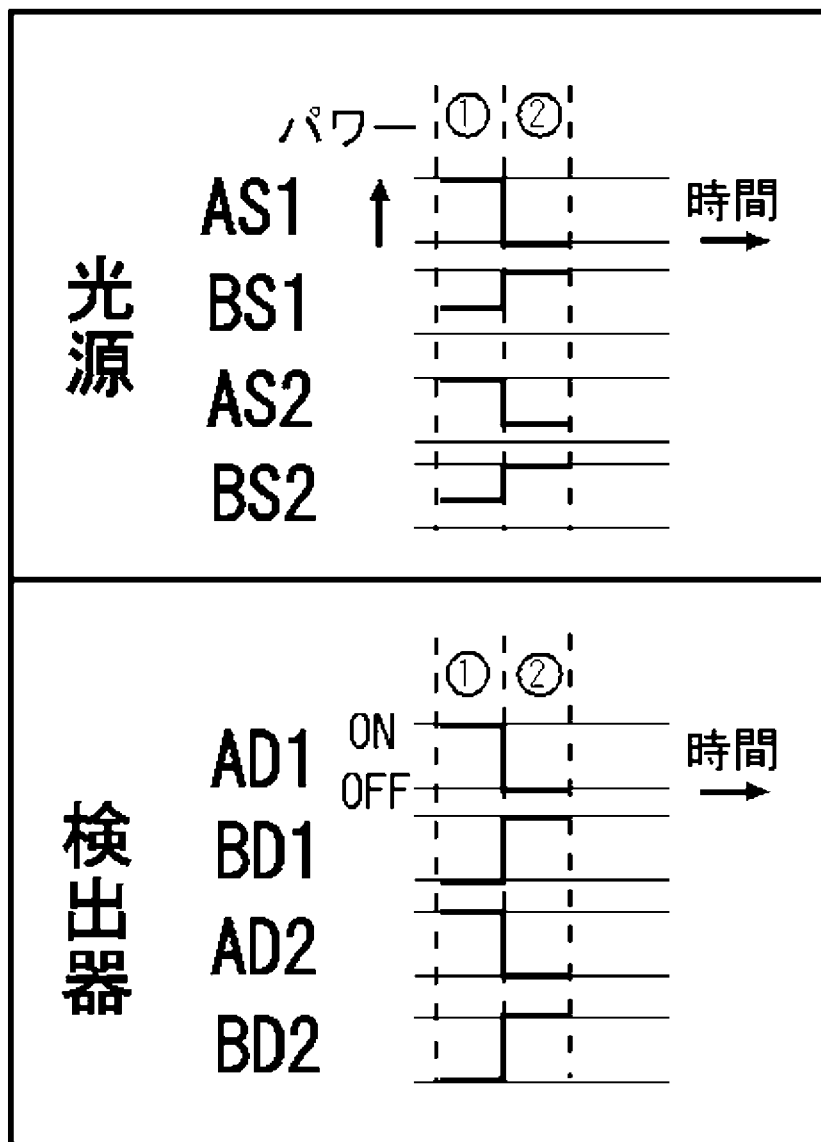 パワー ① ②
AS1
時間
光源
BS1
AS2
BS2
① ②
ON
AD1
時間
OFF
検出器
BD1
AD2
BD2